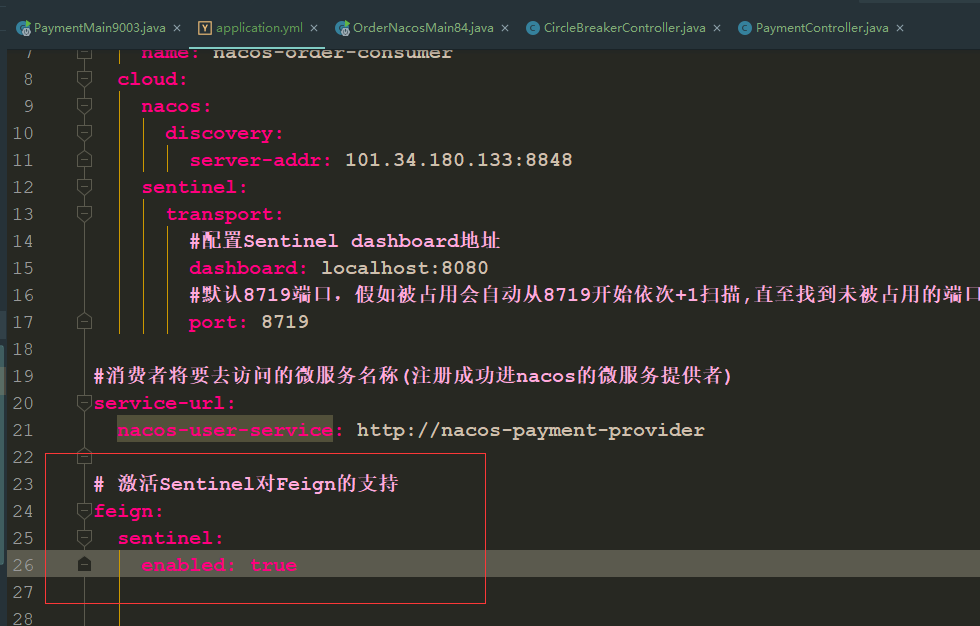 PaymentMain9003.java × application.yml × OrderNacosMain84.java × CircleBreakerController.java × PaymentController.java ×
7 name: nacos-order-consumer
8 cloud:
9 nacos:
10 discovery:
11 server-addr: 101.34.180.133:8848
12 sentinel:
13 transport:
14 #配置Sentinel dashboard地址
15 dashboard: localhost:8080
16 #默认8719端口，假如被占用会自动从8719开始依次+1扫描,直至找到未被占用的端口
17 port: 8719
18
19 #消费者将要去访问的微服务名称(注册成功进nacos的微服务提供者)
20 service-url:
21 nacos-user-service: http://nacos-payment-provider
22
23 # 激活Sentinel对Feign的支持
24 feign:
25 sentinel:
26 enabled: true
27
28